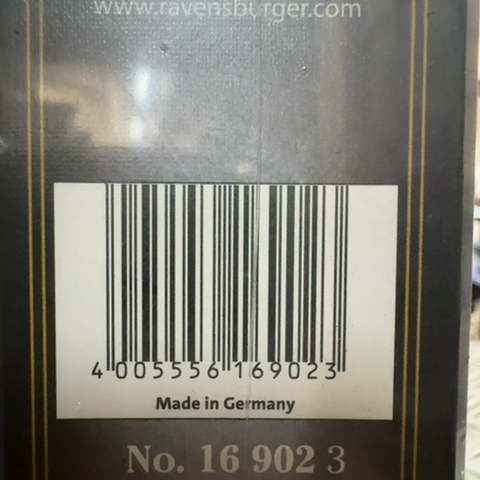 www.ravensburger.com
4 005556 169023
Made in Germany
No. 16 902 3